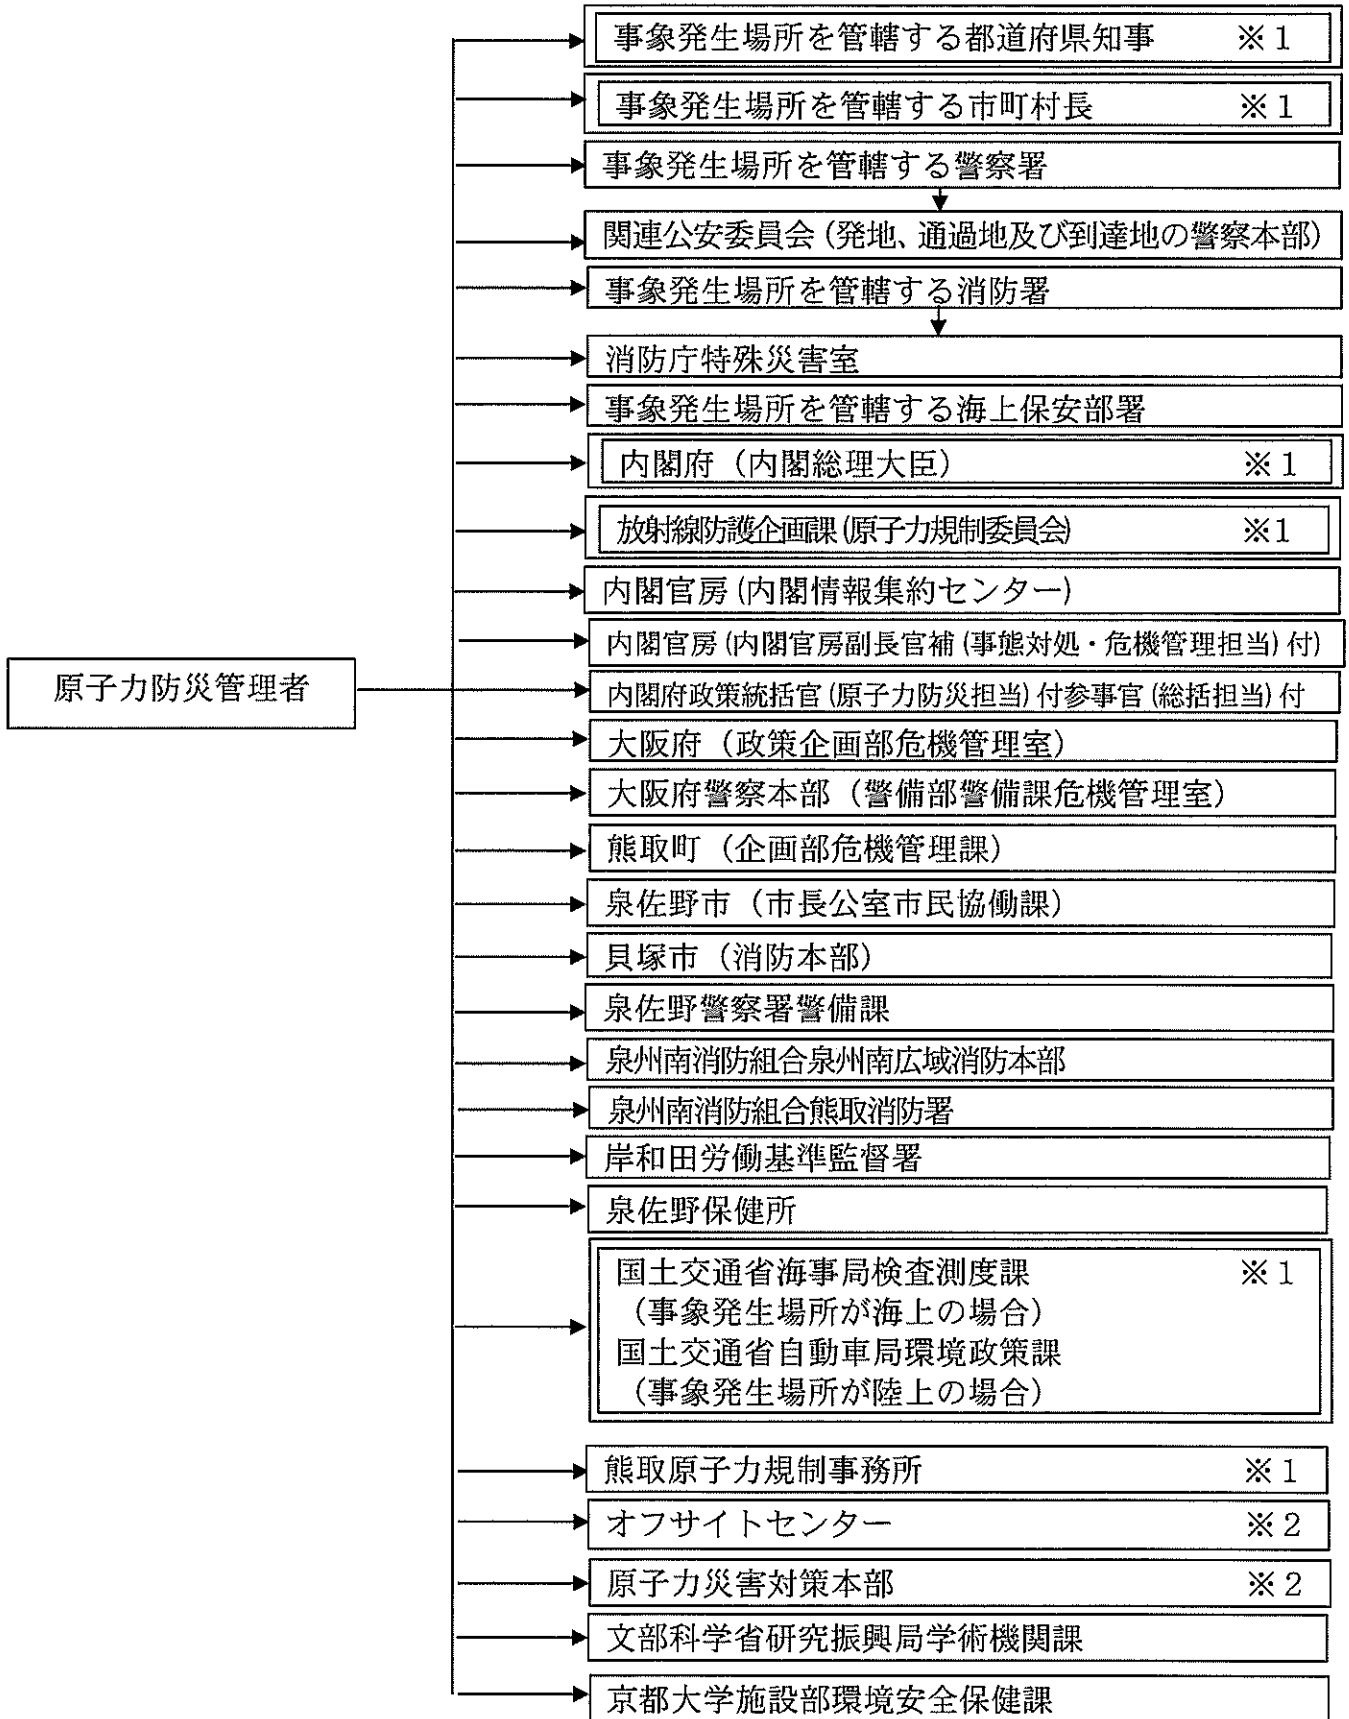 事象発生場所を管轄する都道府県知事 ※1
事象発生場所を管轄する市町村長 ※1
事象発生場所を管轄する警察署
関連公安委員会(発地、通過地及び到達地の警察本部)
事象発生場所を管轄する消防署
消防庁特殊災害室
事象発生場所を管轄する海上保安部署
内閣府(内閣総理大臣) ※1
放射線防護企画課(原子力規制委員会) ※1
内閣官房(内閣情報集約センター)
内閣官房(内閣官房副長官補(事態対処・危機管理担当)付)
原子力防災管理者
内閣府政策統括官(原子力防災担当)付参事官(総括担当)付
大阪府(政策企画部危機管理室)
大阪府警察本部(警備部警備課危機管理室)
熊取町(企画部危機管理課)
泉佐野市(市長公室市民協働課)
貝塚市(消防本部)
泉佐野警察署警備課
泉州南消防組合泉州南広域消防本部
泉州南消防組合熊取消防署
岸和田労働基準監督署
泉佐野保健所
国土交通省海事局検査測度課 ※1
(事象発生場所が海上の場合)
国土交通省自動車局環境政策課
(事象発生場所が陸上の場合)
熊取原子力規制事務所 ※1
オフサイトセンター ※2
原子力災害対策本部 ※2
文部科学省研究振興局学術機関課
京都大学施設部環境安全保健課